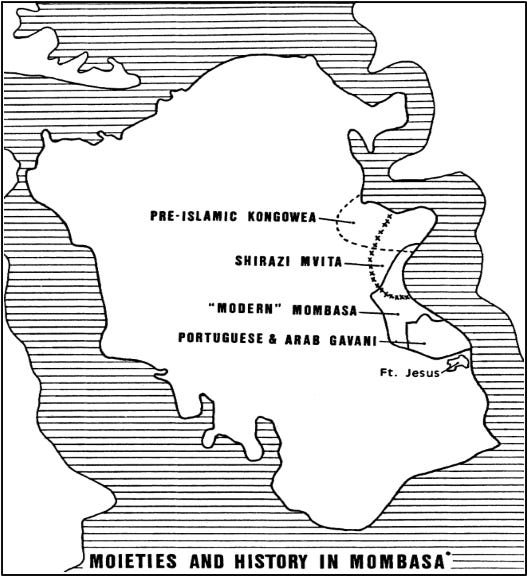 PRE-ISLAMIC KONGOWEA
SHIRAZI MVITA
"MODERN" MOMBASA
PORTUGUESE & ARAB GAVANI
Ft. Jesus
MOIETIES AND HISTORY IN MOMBASA*